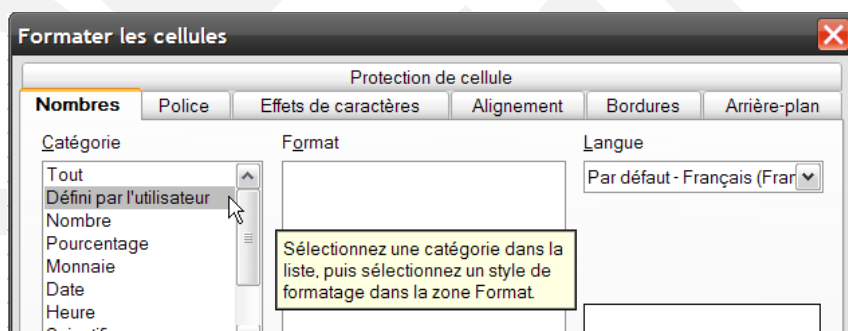 Formater les cellules
Protection de cellule
Nombres Police Effets de caractères Alignement Bordures Arrière-plan
Catégorie Format Langue
Tout
Défini par l'utilisateur
Nombre
Pourcentage
Monnaie
Date
Heure
Par défaut - Français (Fran
Sélectionnez une catégorie dans la
liste, puis sélectionnez un style de
formatage dans la zone Format.